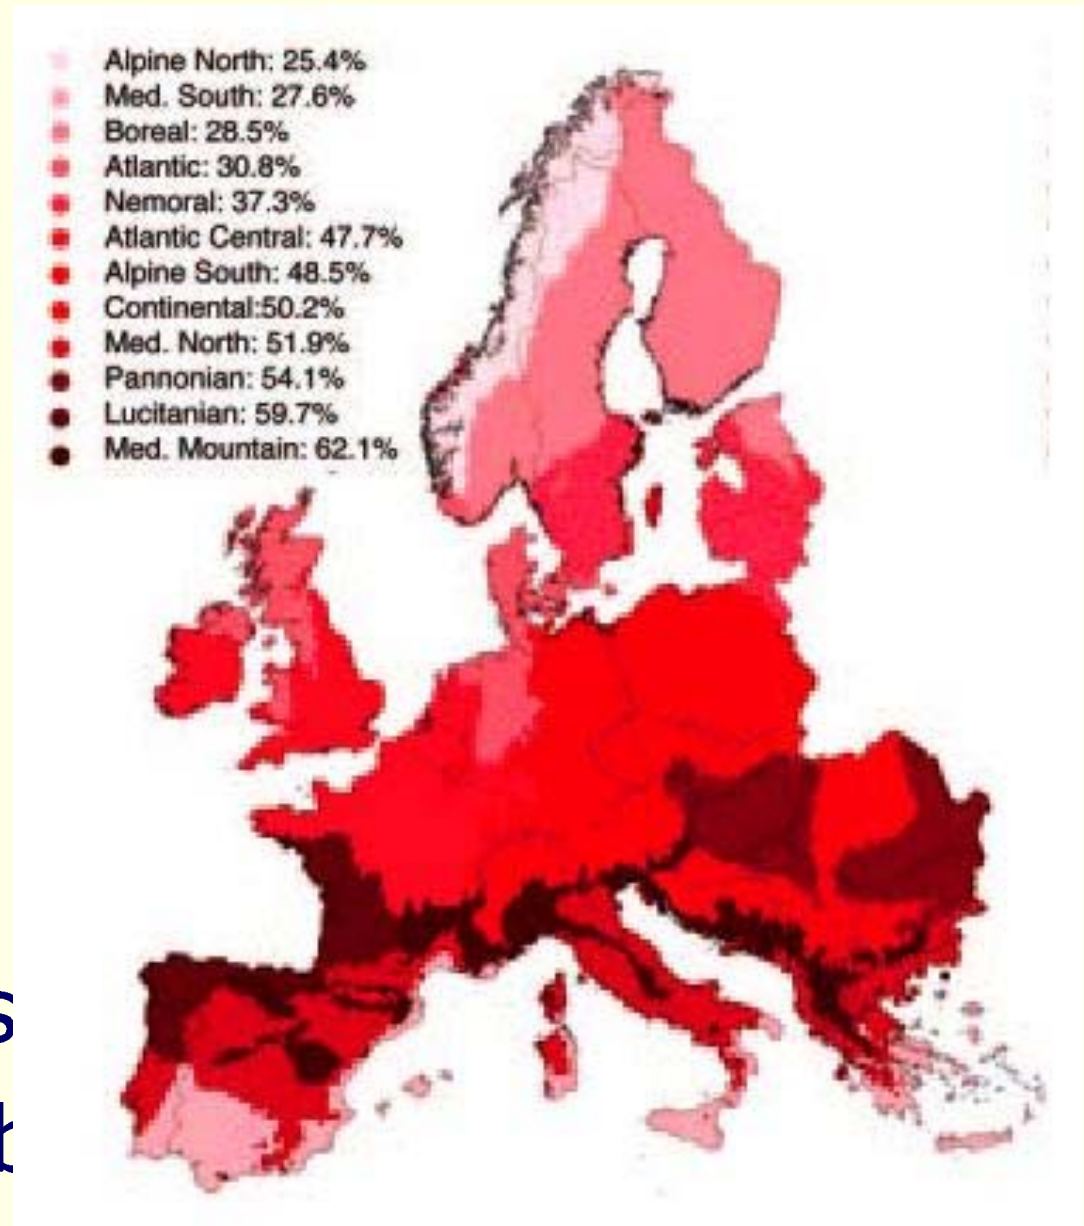 Alpine North: 25.4%
Med. South: 27.6%
Boreal: 28.5%
Atlantic: 30.8%
Nemoral: 37.3%
Atlantic Central: 47.7%
Alpine South: 48.5%
Continental:50.2%
Med. North: 51.9%
Pannonian: 54.1%
Lucitanian: 59.7%
Med. Mountain: 62.1%
s